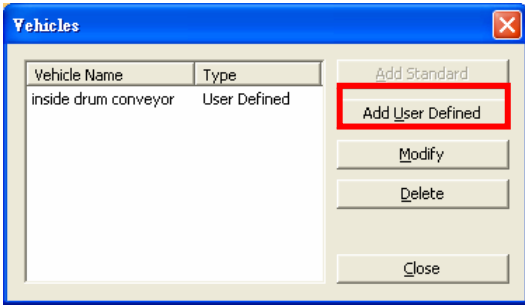 Vehicles
Vehicle Name Type
inside drum conveyor User Defined
Add Standard
Add User Defined
Modify
Delete
Close